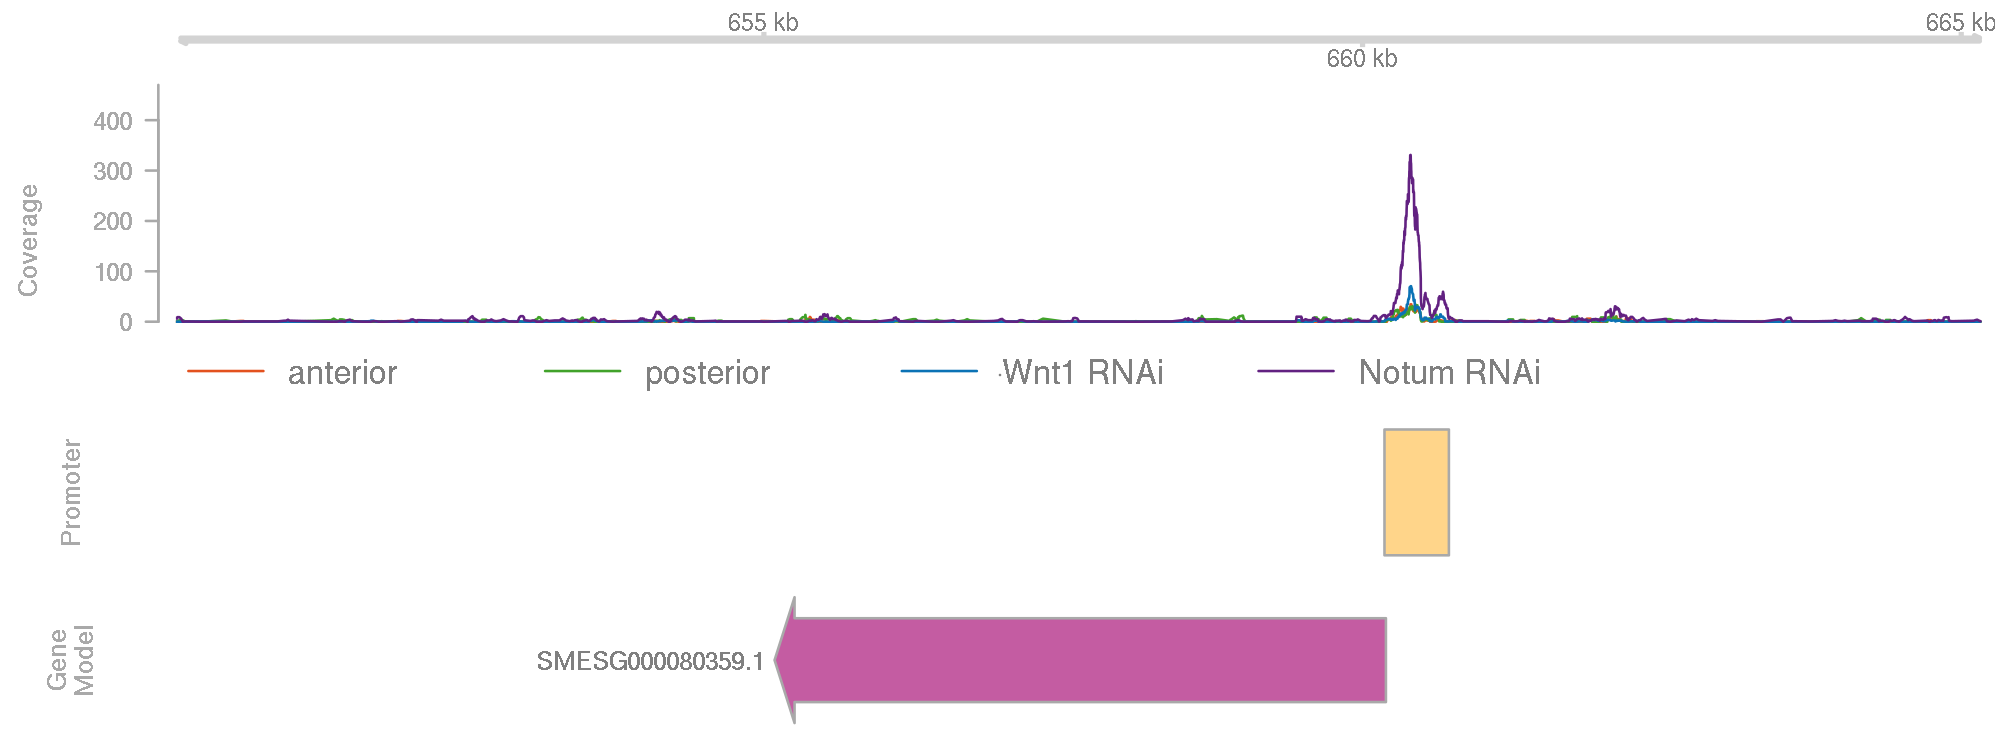 655 kb
665 kb
660 kb
Coverage
400
300
200
100
0
anterior
posterior
Wnt1 RNAi
Notum RNAi
Promoter
Gene
Model
SMESG000080359.1